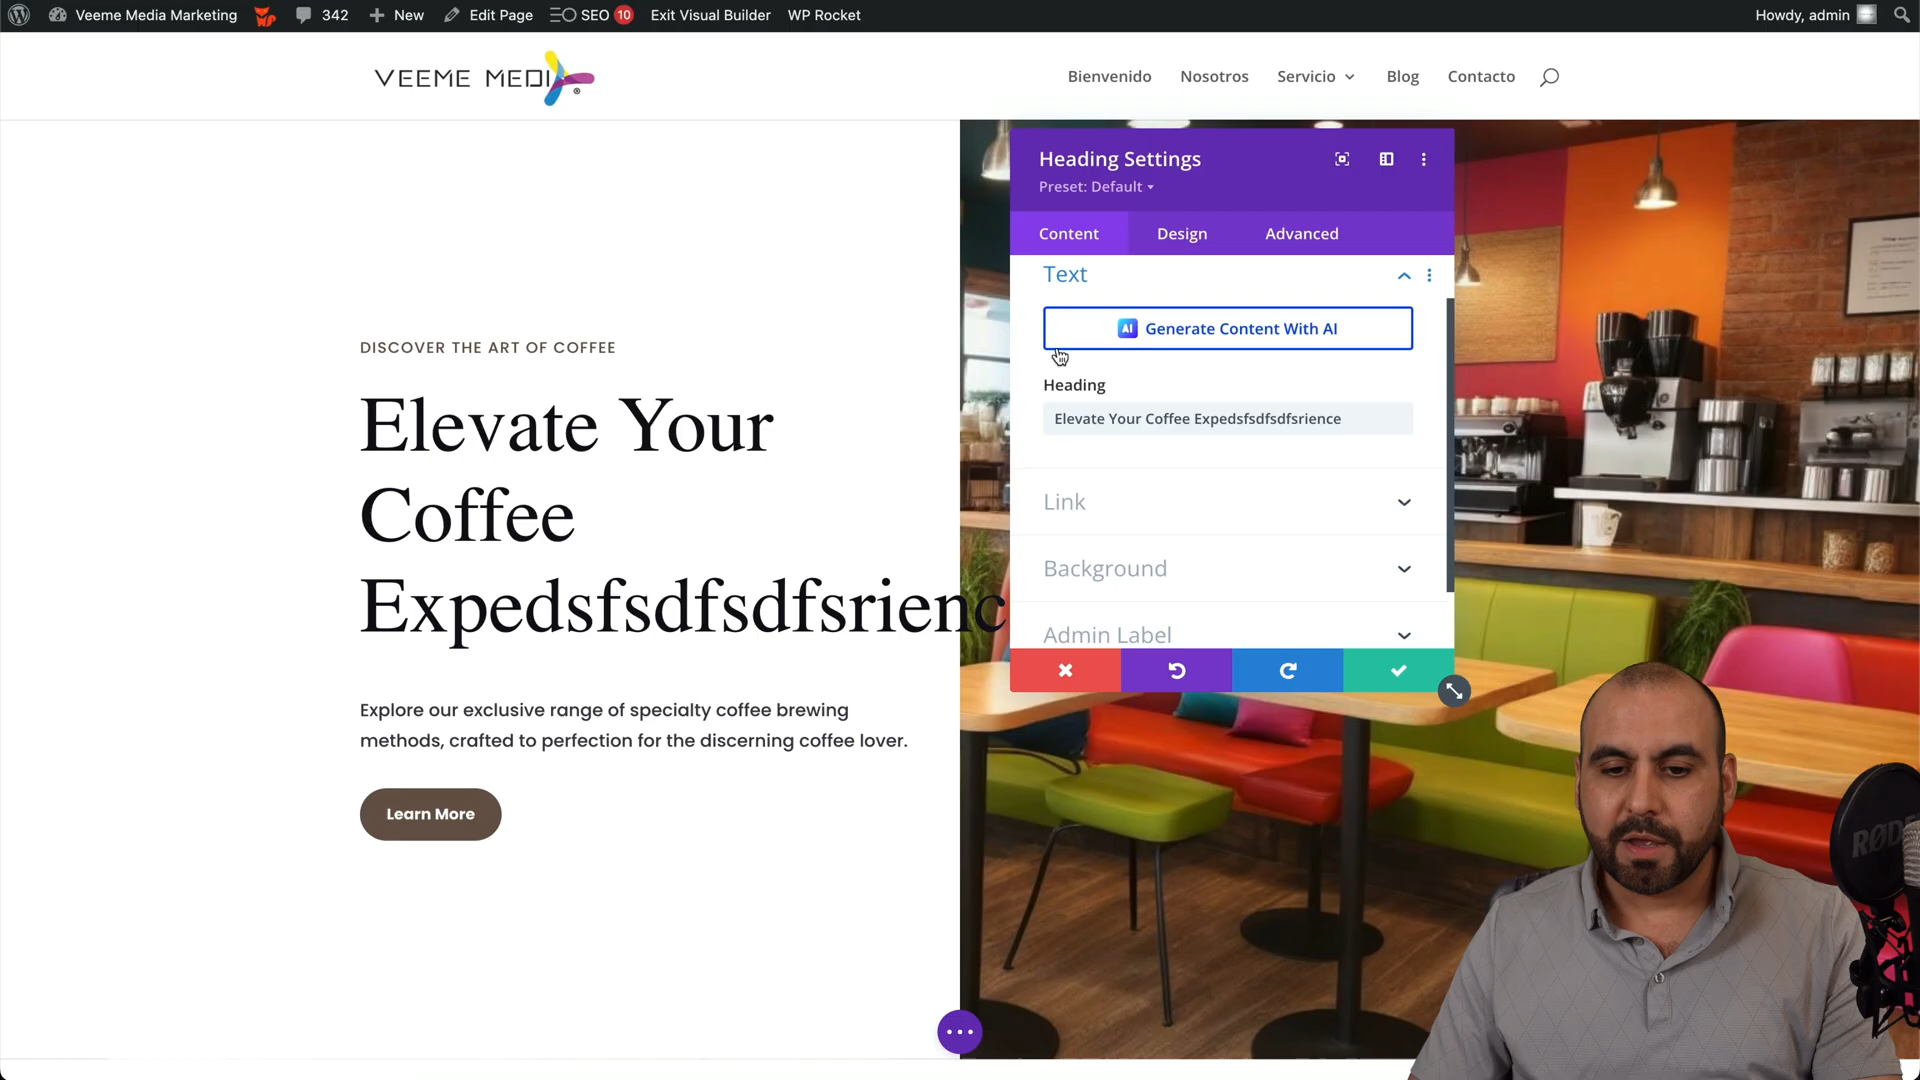 Veeme Media Marketing 342 New Edit Page SEO 10 Exit Visual Builder WP Rocket Howdy, admin
VEEME MEDI ®
Bienvenido Nosotros Servicio Blog Contacto
DISCOVER THE ART OF COFFEE
Elevate Your
Coffee
Expedsfsdfsdfsrienc
Explore our exclusive range of specialty coffee brewing
methods, crafted to perfection for the discerning coffee lover.
Learn More
Heading Settings
Preset: Default
Content Design Advanced
Text
AI Generate Content With AI
Heading
Elevate Your Coffee Expedsfsdfsdfsrience
Link
Background
Admin Label
RØDE